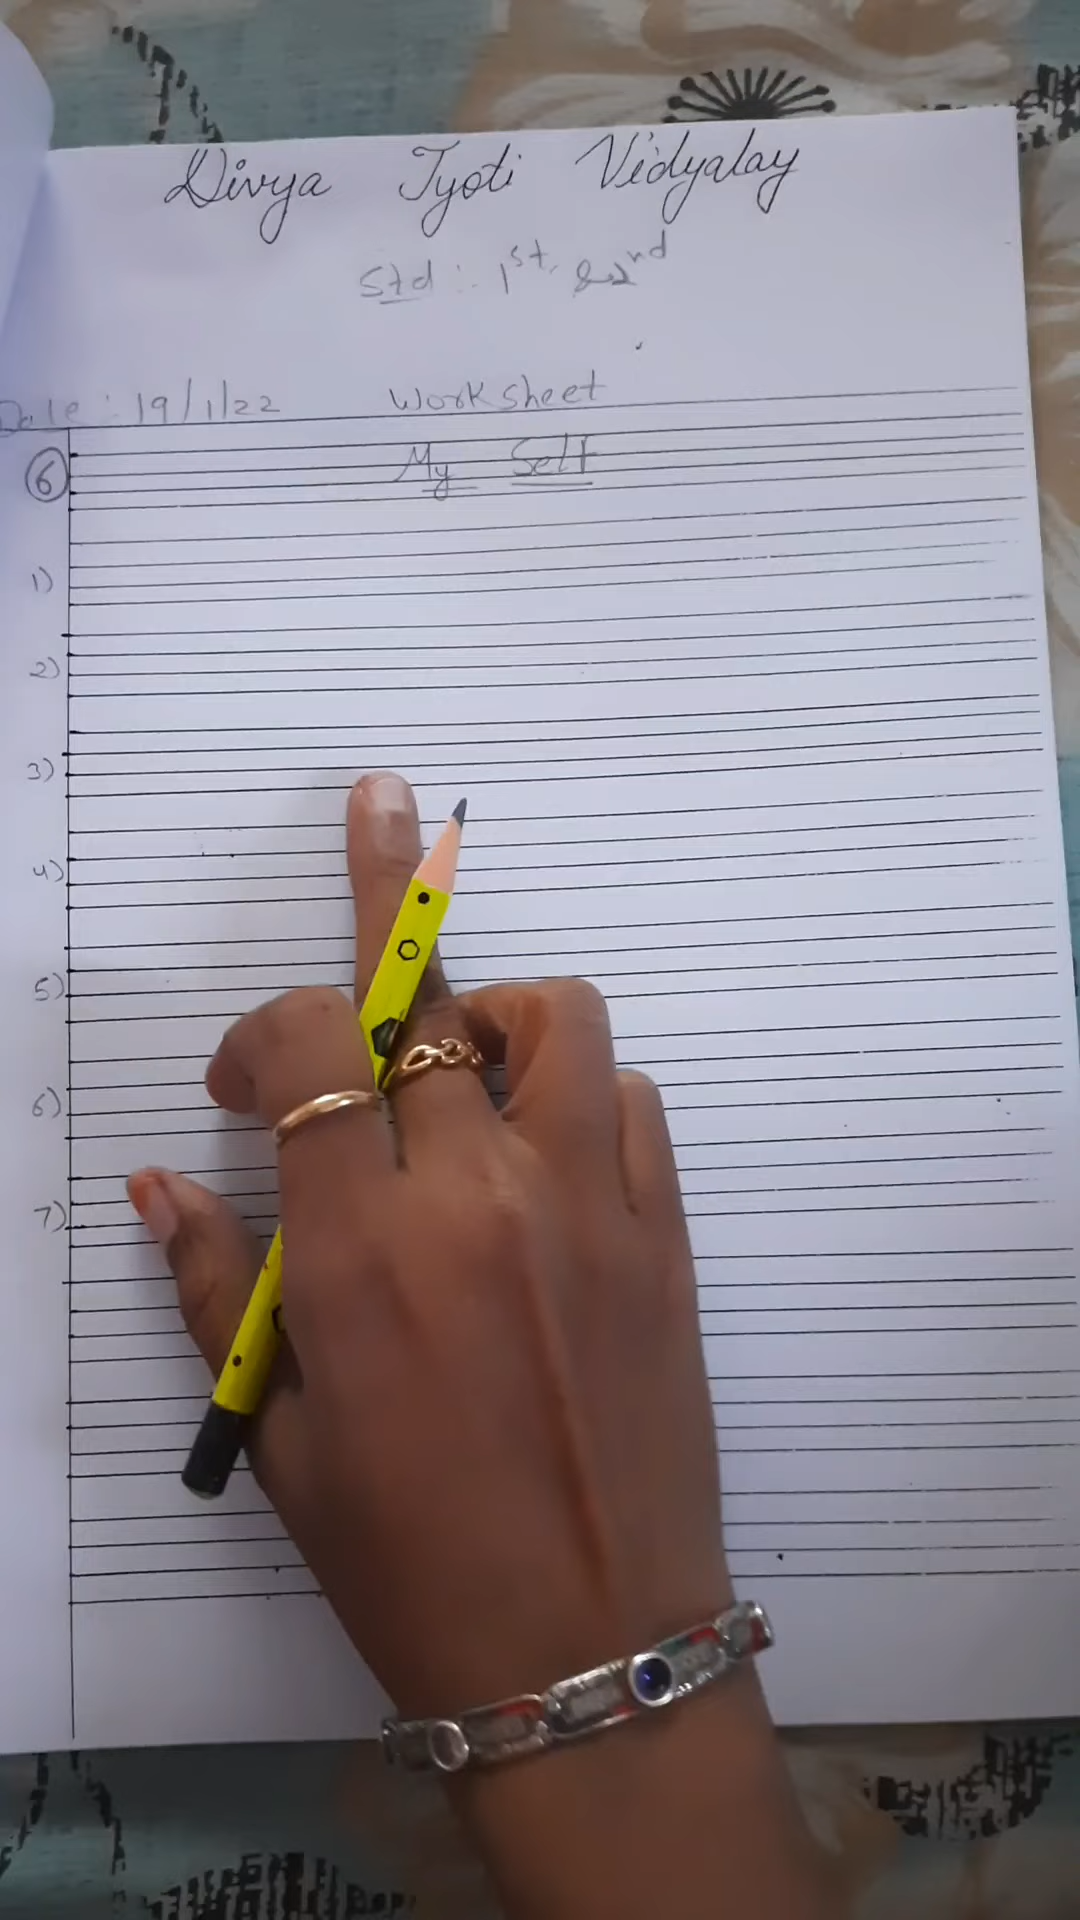 Divya Jyoti Vidyalay
Std :- 1st & 2nd
Date : 19/1/22 Worksheet
6 My Self
1)
2)
3)
4)
5)
6)
7)